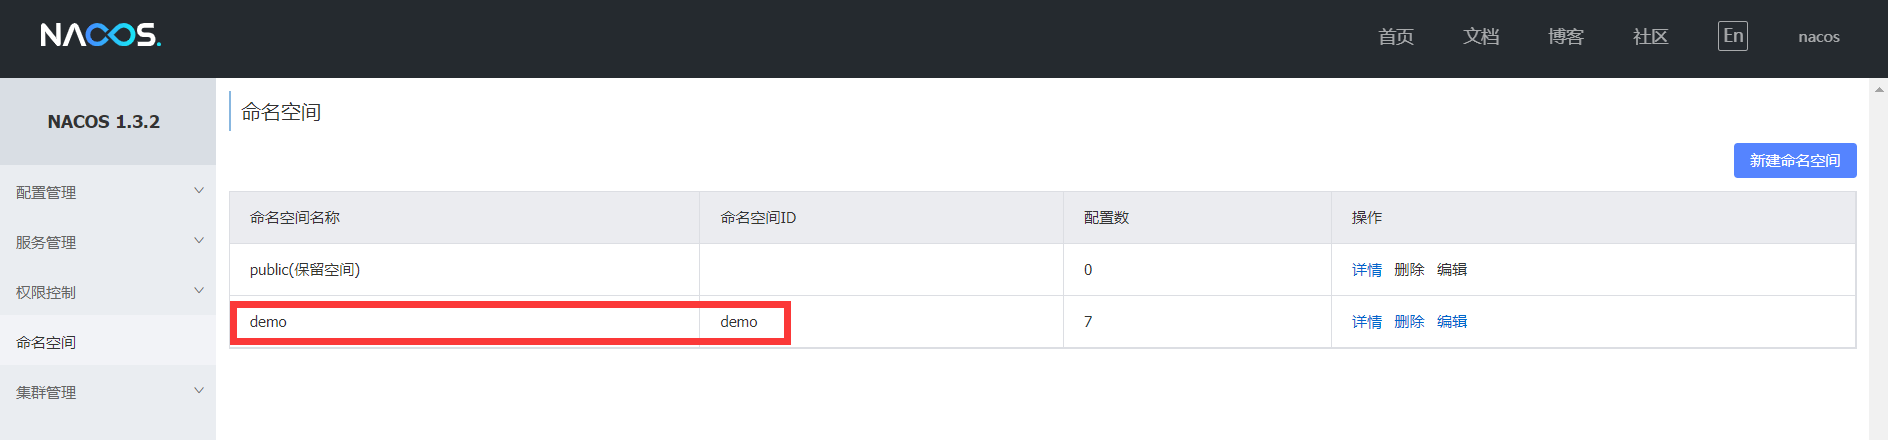 NACOS. 首页 文档 博客 社区 En nacos
NACOS 1.3.2
配置管理
服务管理
权限控制
命名空间
集群管理
命名空间
新建命名空间
命名空间名称 命名空间ID 配置数 操作
public(保留空间) 0 详情 删除 编辑
demo demo 7 详情 删除 编辑